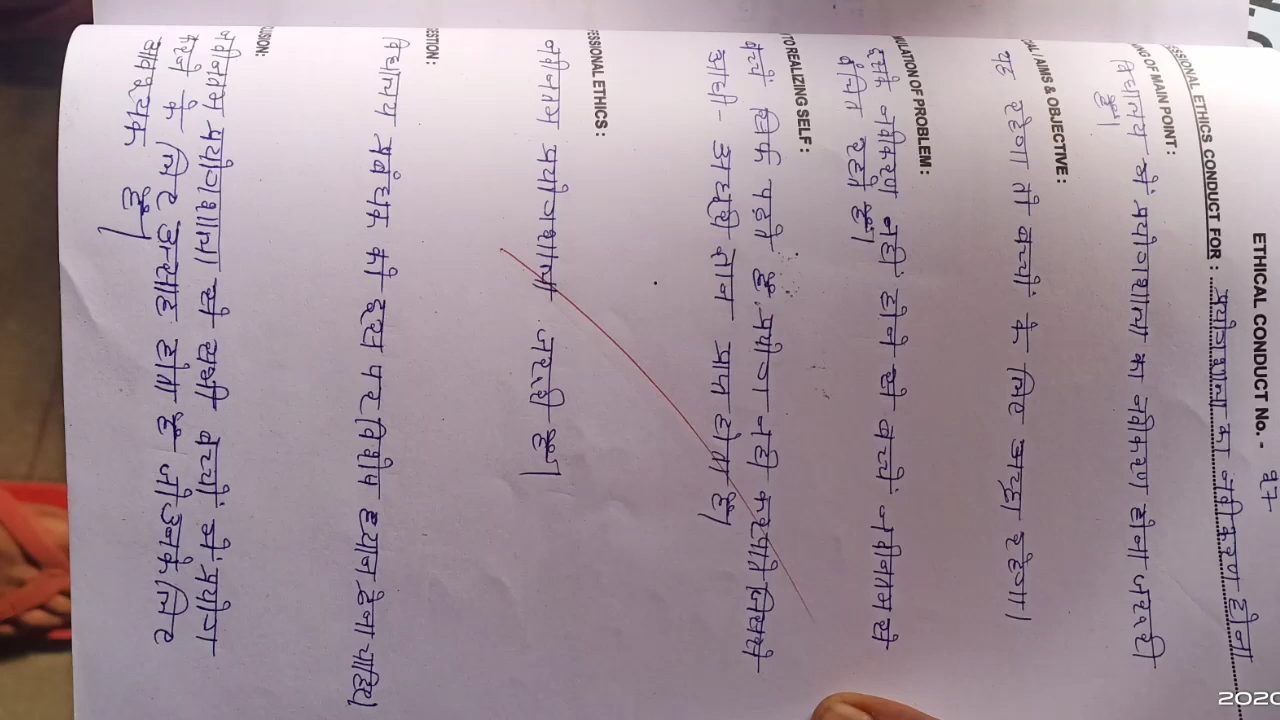 ETHICAL CONDUCT No. - २७
ESSIONAL ETHICS CONDUCT FOR : प्रयोगशाला का नवीकरण होना
NG OF MAIN POINT :
विधालय में प्रयोगशाला का नवीकरण होना जरूरी
है।
AL / AIMS & OBJECTIVE :
यह रहेगा तो बच्चों के लिए अच्छा रहेगा।
ULATION OF PROBLEM :
इसके नवीकरण नहीं होने से बच्चें नवीनतम से
वंचित रहते है।
TO REALIZING SELF :
बच्चे सिर्फ पढ़ते है प्रयोग नही कर पाते जिससे
आधी - अधुरी ज्ञान प्राप्त होता है।
ESSIONAL ETHICS :
नवीनतम प्रयोगशाला जरूरी है।
ESTION :
विधालय प्रबंधक को इस पर विशेष ध्यान देना चाहिए।
LUSION:
नवीनतम प्रयोगशाला से सभी बच्चों में प्रयोग
करने के लिए उत्साह होता है जो उनके लिए
आवश्यक है।
2020